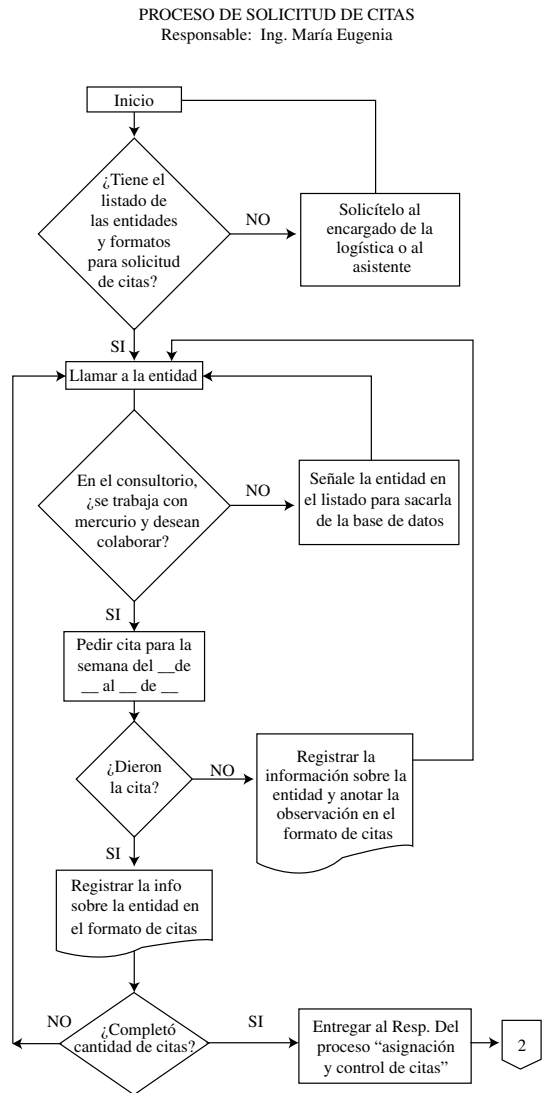 PROCESO DE SOLICITUD DE CITAS
Responsable: Ing. María Eugenia
Inicio
¿Tiene el
listado de
las entidades
y formatos
para solicitud
de citas?
NO
Solicítelo al
encargado de la
logística o al
asistente
SI
Llamar a la entidad
En el consultorio,
¿se trabaja con
mercurio y desean
colaborar?
NO
Señale la entidad en
el listado para sacarla
de la base de datos
SI
Pedir cita para la
semana del __de
__ al __ de __
¿Dieron
la cita?
NO
Registrar la
información sobre la
entidad y anotar la
observación en el
formato de citas
SI
Registrar la info
sobre la entidad en
el formato de citas
NO
¿Completó
cantidad de citas?
SI
Entregar al Resp. Del
proceso “asignación
y control de citas”
2